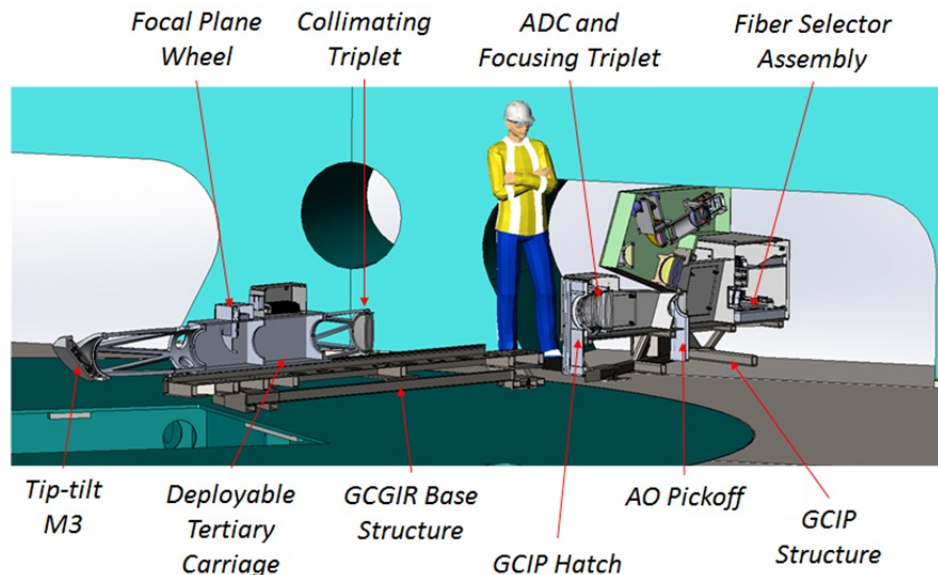 Focal Plane
Wheel
Collimating
Triplet
ADC and
Focusing Triplet
Fiber Selector
Assembly
Tip-tilt
M3
Deployable
Tertiary
Carriage
GCGIR Base
Structure
GCIP Hatch
AO Pickoff
GCIP
Structure